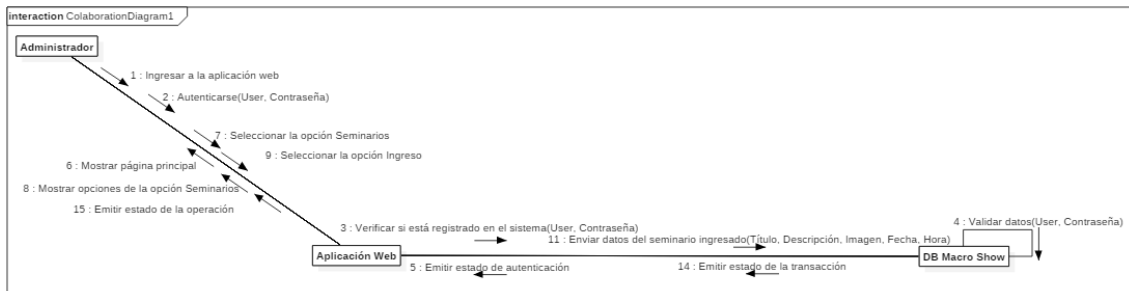 interaction ColaborationDiagram1
Administrador
1 : Ingresar a la aplicación web
2 : Autenticarse(User, Contraseña)
7 : Seleccionar la opción Seminarios
9 : Seleccionar la opción Ingreso
6 : Mostrar página principal
8 : Mostrar opciones de la opción Seminarios
15 : Emitir estado de la operación
3 : Verificar si está registrado en el sistema(User, Contraseña)
4 : Validar datos(User, Contraseña)
11 : Enviar datos del seminario ingresado(Título, Descripción, Imagen, Fecha, Hora)
Aplicación Web
DB Macro Show
5 : Emitir estado de autenticación
14 : Emitir estado de la transacción